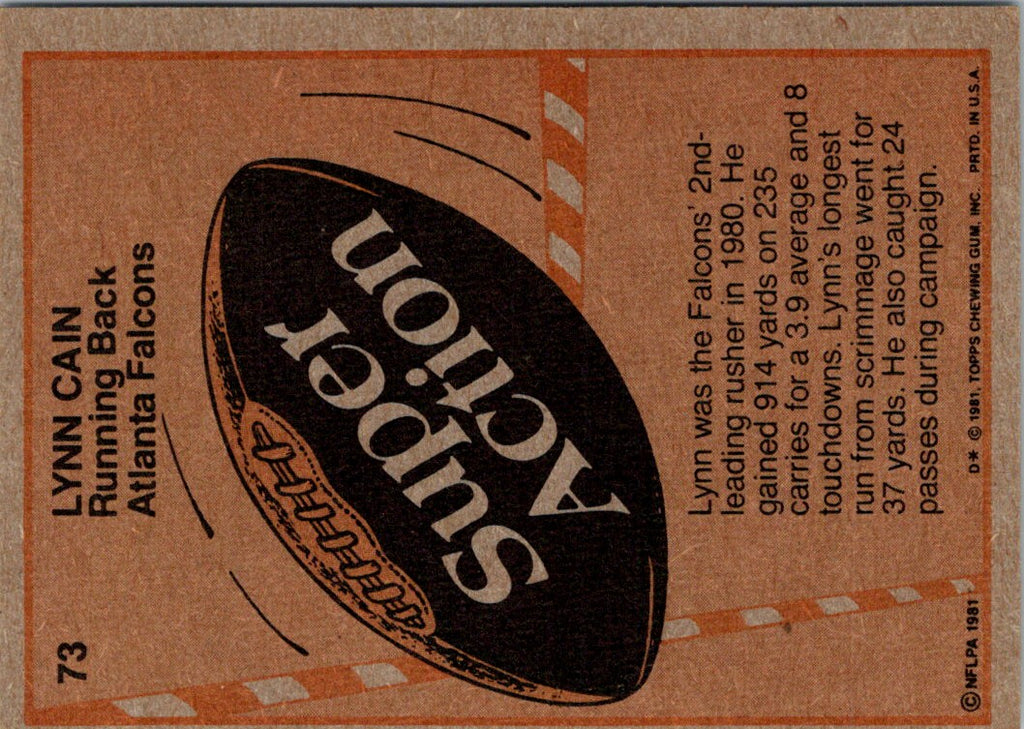 73
LYNN CAIN
Running Back
Atlanta Falcons
Super
Action
Lynn was the Falcons' 2nd-
leading rusher in 1980. He
gained 914 yards on 235
carries for a 3.9 average and 8
touchdowns. Lynn's longest
run from scrimmage went for
37 yards. He also caught 24
passes during campaign.
© NFLPA 1981
D* © 1981 TOPPS CHEWING GUM, INC. PRTD. IN U.S.A.